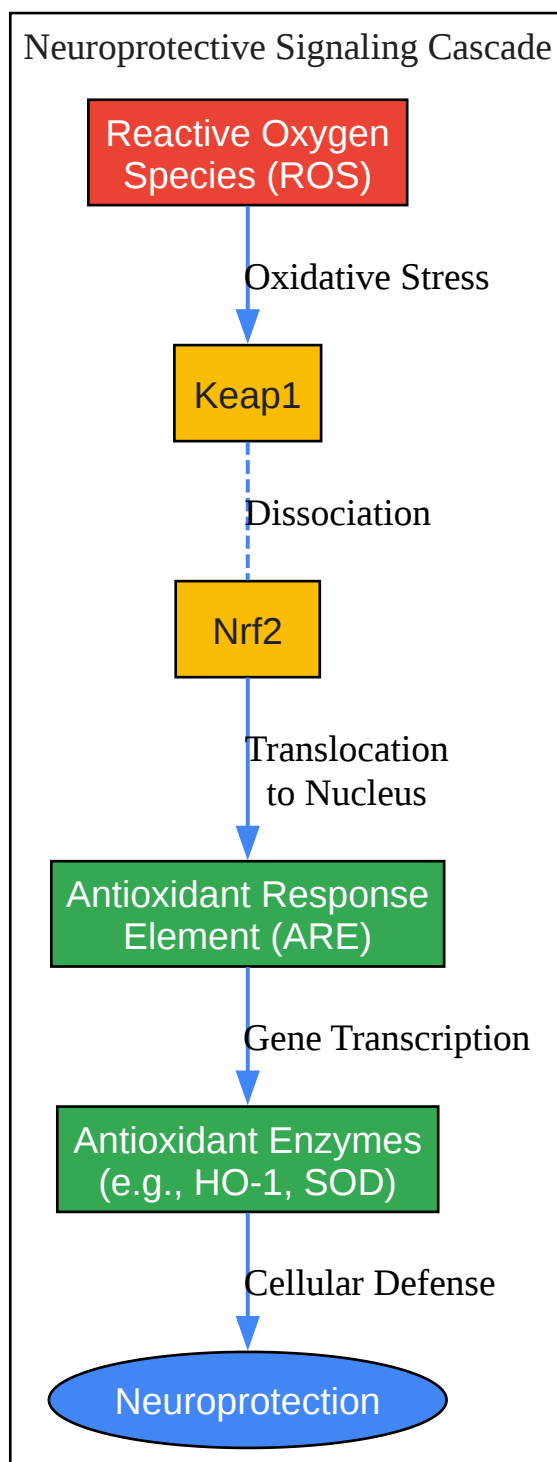 Neuroprotective Signaling Cascade
Reactive Oxygen
Species (ROS)
Oxidative Stress
Keap1
Dissociation
Nrf2
Translocation
to Nucleus
Antioxidant Response
Element (ARE)
Gene Transcription
Antioxidant Enzymes
(e.g., HO-1, SOD)
Cellular Defense
Neuroprotection